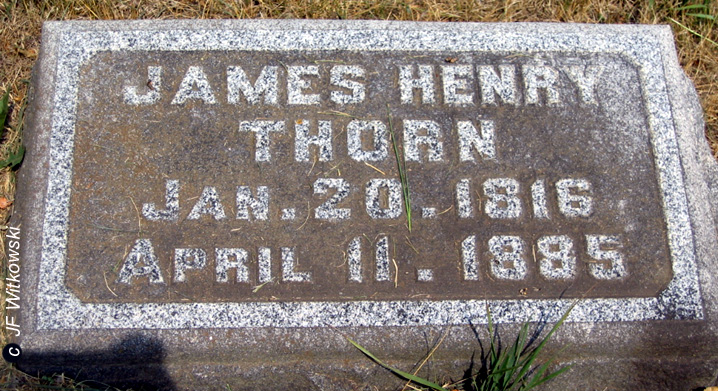 JAMES HENRY
THORN
JAN. 20. 1816
APRIL 11. 1885
c JF Witkowski